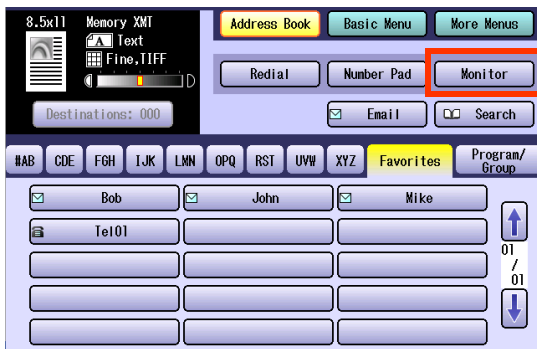 8.5x11 Memory XMT Address Book Basic Menu More Menus
A Text
Fine,TIFF
Redial Number Pad Monitor
D
Destinations: 000 Email Search
#AB CDE FGH IJK LMN OPQ RST UVW XYZ Favorites Program/
Group
Bob John Mike
Tel01
01
/
01